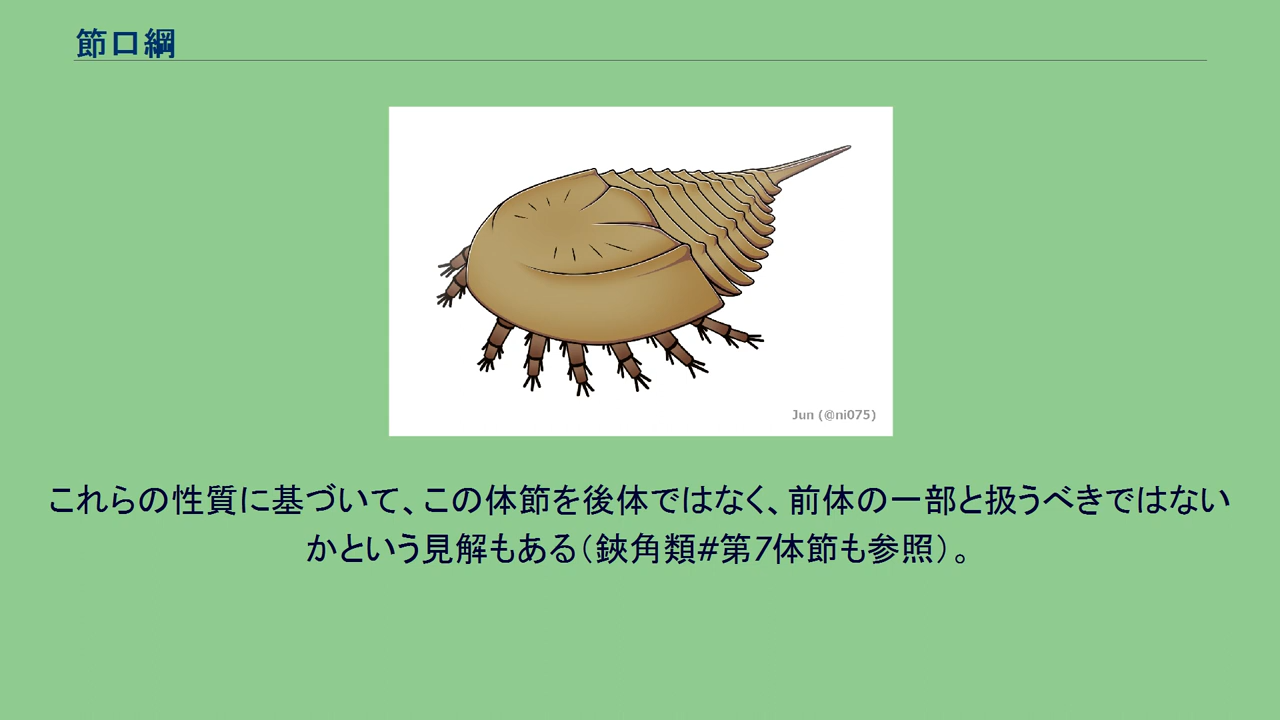 節口綱
Jun (@ni075)
これらの性質に基づいて、この体節を後体ではなく、前体の一部と扱うべきではない
かという見解もある（鋏角類#第7体節も参照）。